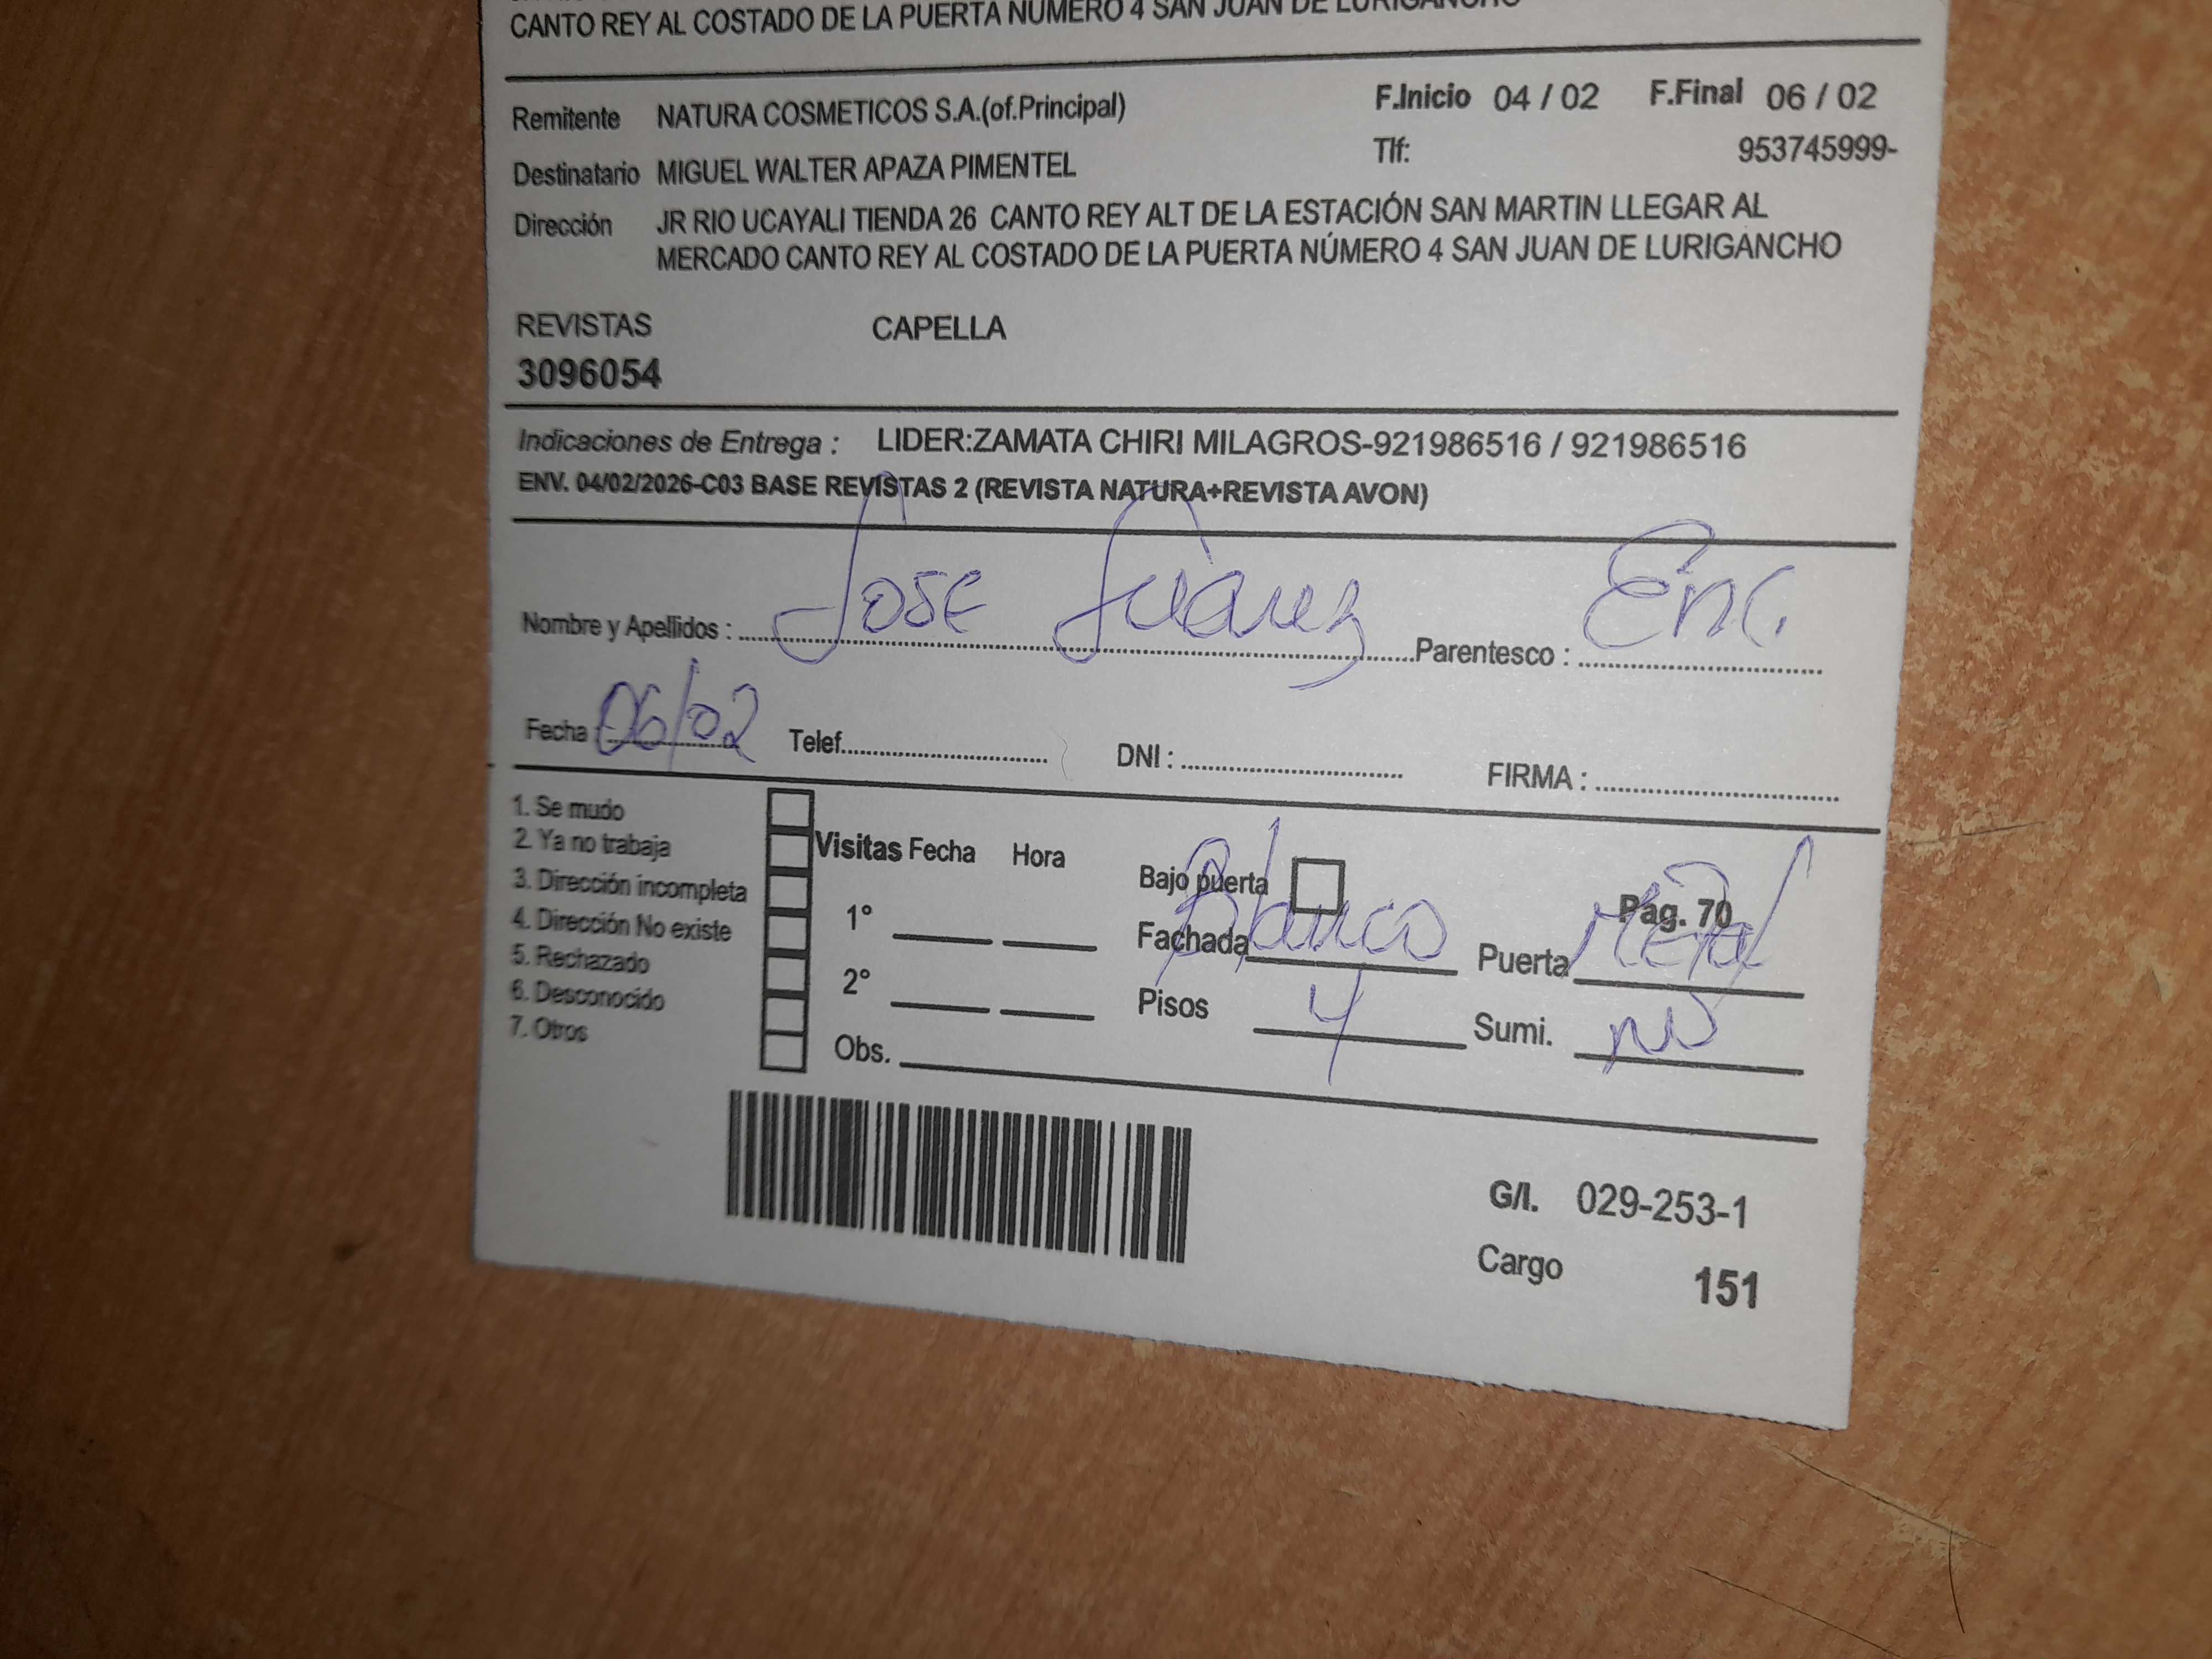 CANTO REY AL COSTADO DE LA PUERTA NÚMERO 4 SAN JUAN DE LURIGANCHO
Remitente NATURA COSMETICOS S.A.(of.Principal) F.Inicio 04 / 02 F.Final 06 / 02
Destinatario MIGUEL WALTER APAZA PIMENTEL Tlf: 953745999-
Dirección JR RIO UCAYALI TIENDA 26 CANTO REY ALT DE LA ESTACIÓN SAN MARTIN LLEGAR AL
MERCADO CANTO REY AL COSTADO DE LA PUERTA NÚMERO 4 SAN JUAN DE LURIGANCHO
REVISTAS CAPELLA
3096054
Indicaciones de Entrega : LIDER:ZAMATA CHIRI MILAGROS-921986516 / 921986516
ENV. 04/02/2026-C03 BASE REVISTAS 2 (REVISTA NATURA+REVISTA AVON)
Nombre y Apellidos : Jose Suarez Parentesco : Enc.
Fecha : 06/02 Telef. DNI : FIRMA :
1. Se mudo
2. Ya no trabaja Visitas Fecha Hora Bajo puerta
3. Dirección incompleta 1° Pag. 70
4. Dirección No existe Fachada Blanco Puerta Metal
5. Rechazado 2°
6. Desconocido Pisos 4 Sumi. no
7. Otros Obs.
G/I. 029-253-1
Cargo 151